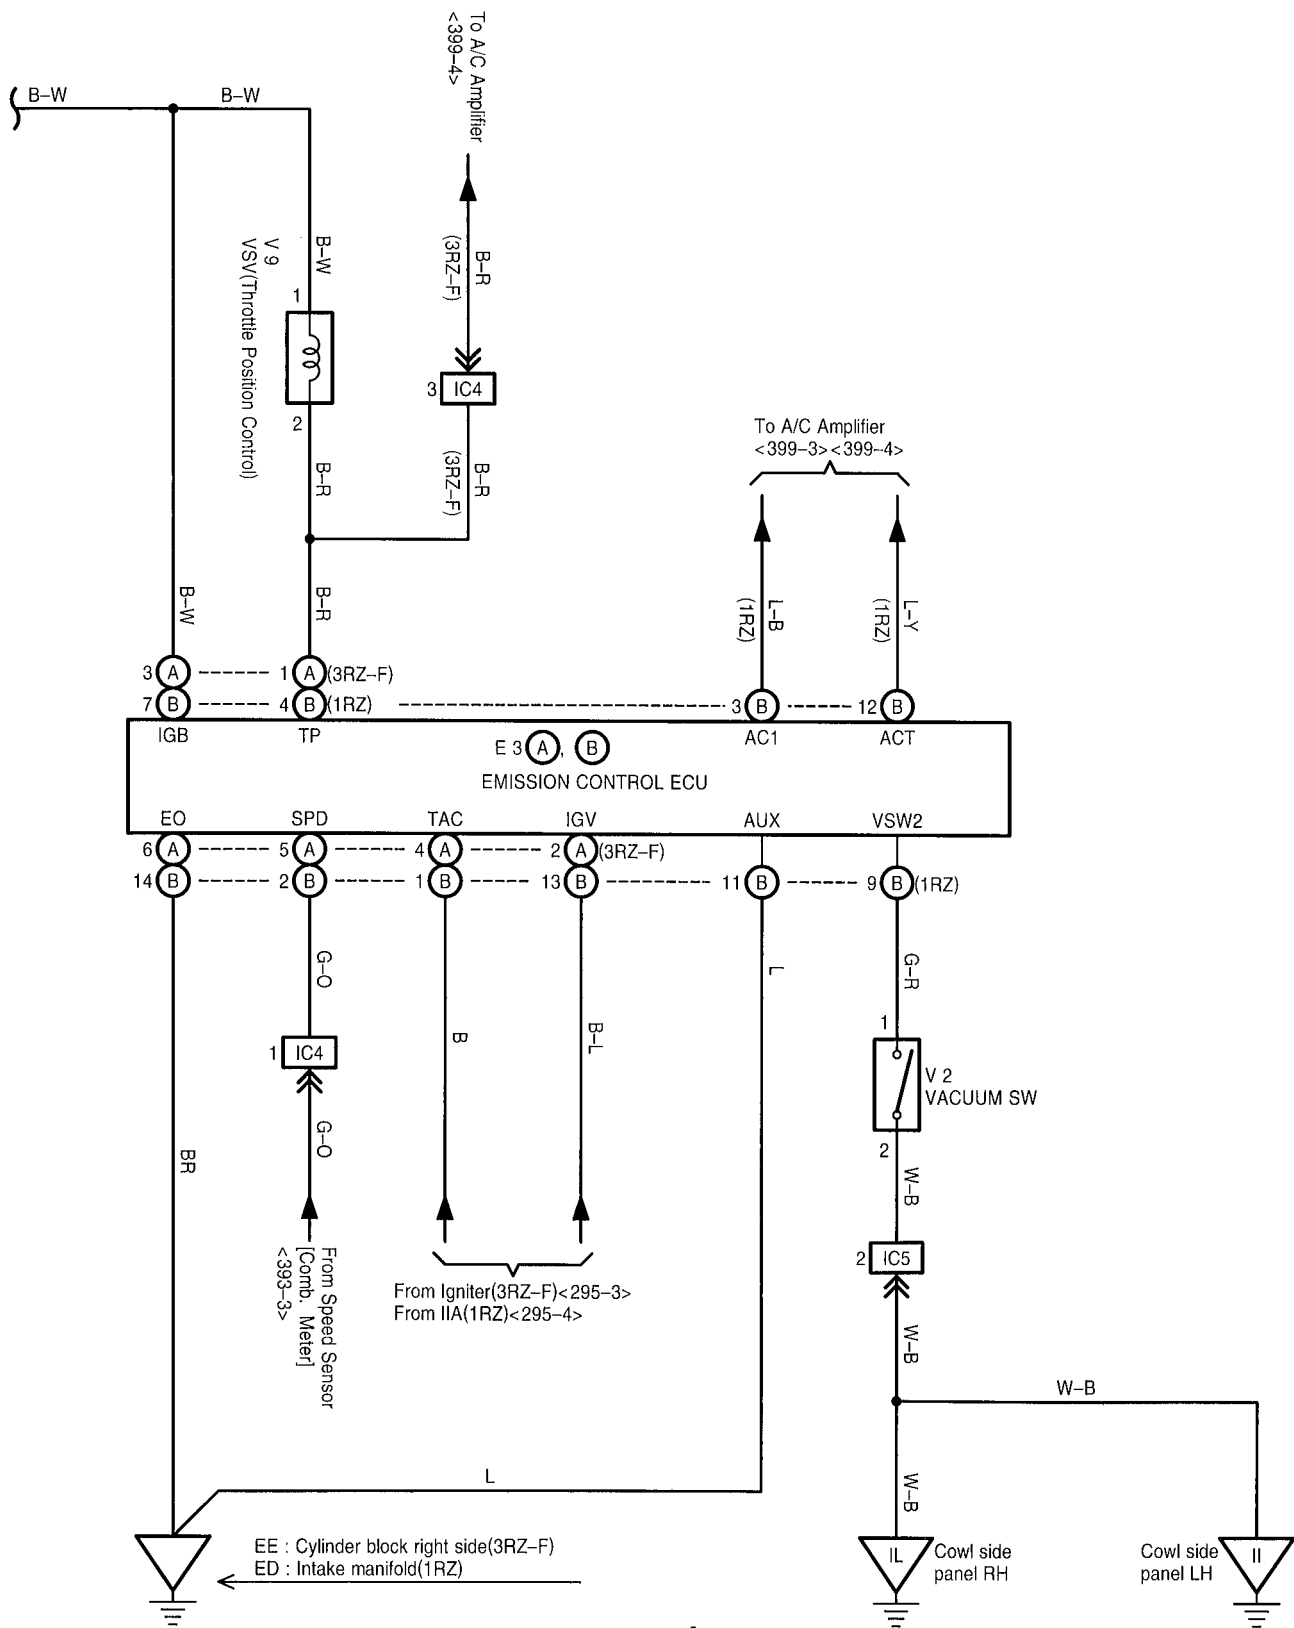 To A/C Amplifier
<399–4>
B–W
B–W
B–W
V 9
VSV(Throttle Position Control)
1
2
B–R
(3RZ–F)
3
IC4
B–R
(3RZ–F)
B–R
To A/C Amplifier
<399–3><399–4>
B–W
B–R
L–B
(1RZ)
L–Y
(1RZ)
3 A 1 A (3RZ–F)
7 B 4 B (1RZ) 3 B 12 B
IGB TP AC1 ACT
E 3 A , B
EMISSION CONTROL ECU
EO SPD TAC IGV AUX VSW2
6 A 5 A 4 A 2 A (3RZ–F)
14 B 2 B 1 B 13 B 11 B 9 B (1RZ)
G–O
L
G–R
1 IC4
B
B–L
1
V 2
VACUUM SW
2
BR
G–O
W–B
2 IC5
From Speed Sensor
[Comb. Meter]
<393–3>
From Igniter(3RZ–F)<295–3>
From IIA(1RZ)<295–4>
W–B
W–B
L
W–B
EE : Cylinder block right side(3RZ–F)
ED : Intake manifold(1RZ)
IL
Cowl side
panel RH
Cowl side
panel LH
II